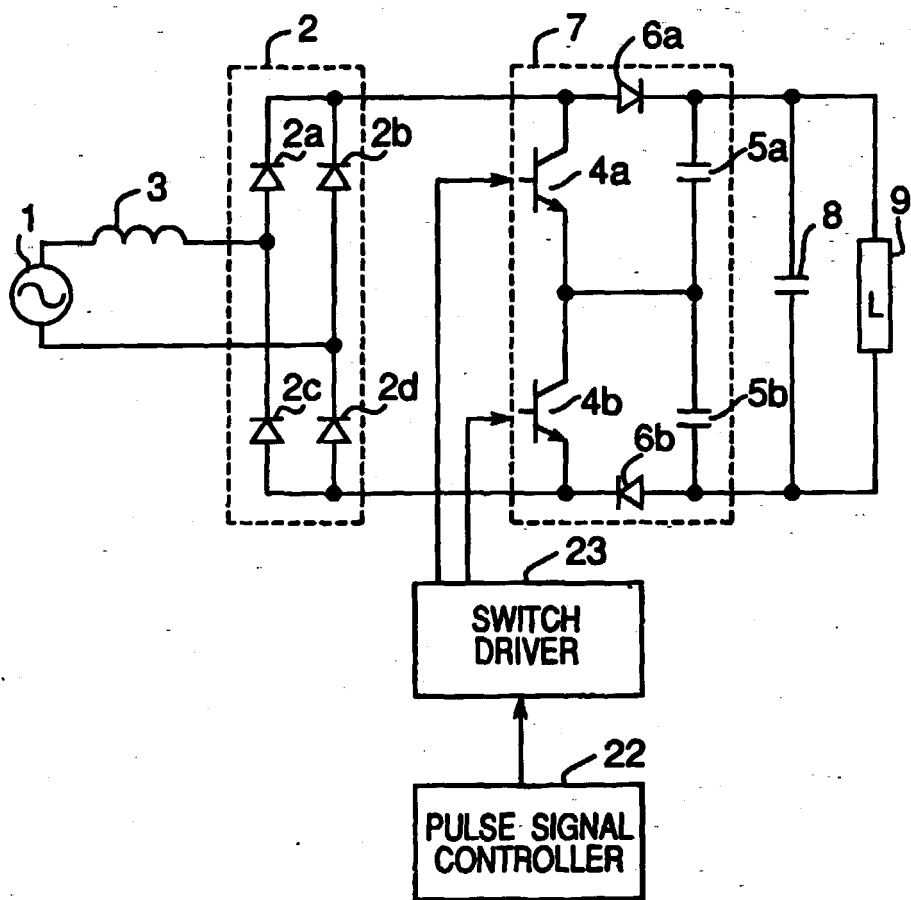 2
7
6a
2a
2b
4a
5a
3
1
8
9
L
2c
2d
4b
5b
6b
23
SWITCH
DRIVER
22
PULSE SIGNAL
CONTROLLER